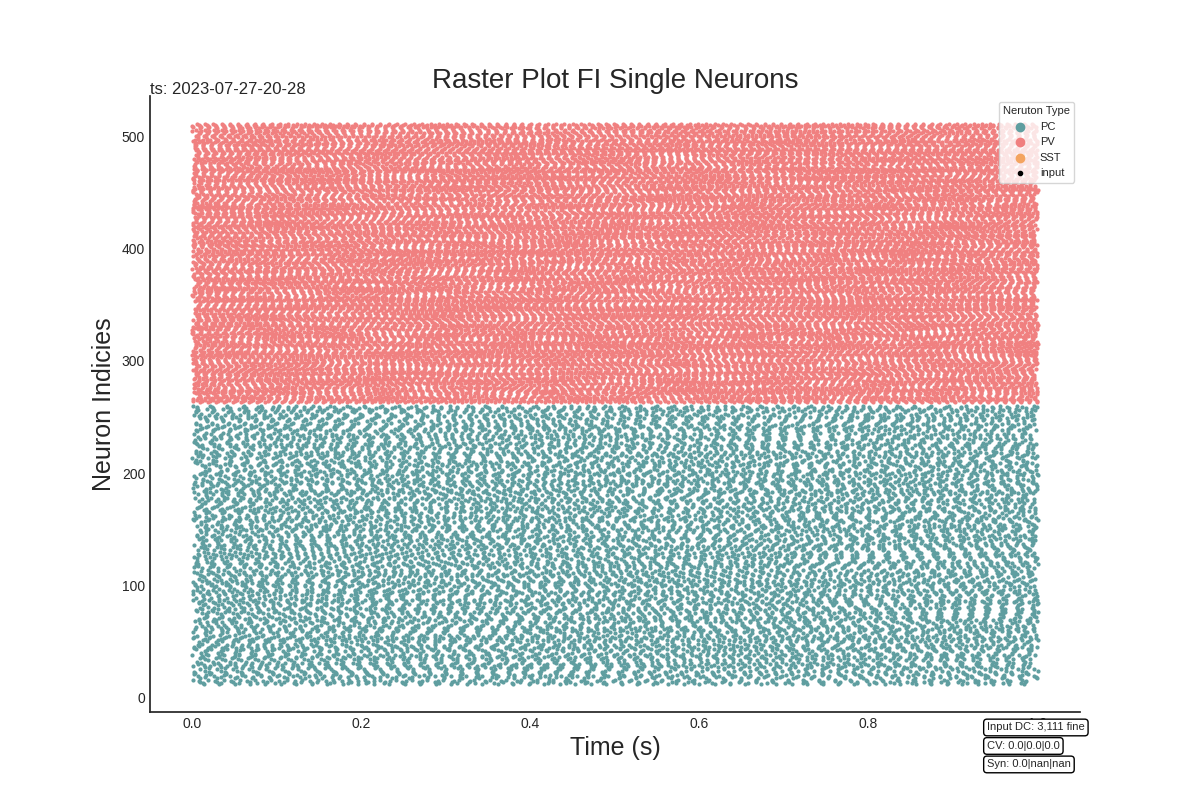 Raster Plot FI Single Neurons
ts: 2023-07-27-20-28
Neruton Type
PC
PV
SST
input
Neuron Indicies
500
400
300
200
100
0
0.0
0.2
0.4
0.6
0.8
Time (s)
Input DC: 3,111 fine
CV: 0.0|0.0|0.0
Syn: 0.0|nan|nan